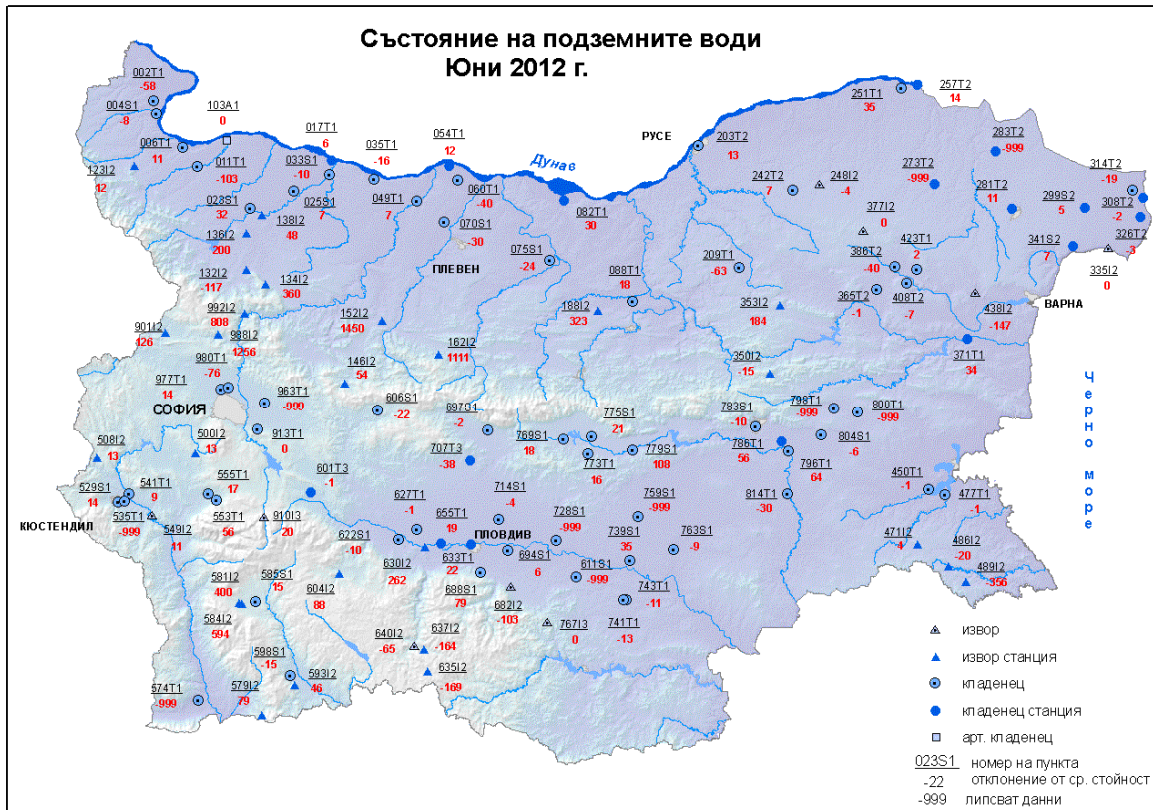 Състояние на подземните води
Юни 2012 г.
002T1
-58
004S1
-8
103A1
0
006T1
11
011T1
-103
123I2
12
017T1
6
033S1
-10
035T1
-16
054T1
12
Дунав
РУСЕ
203T2
13
251T1
35
257T2
14
283T2
-999
273T2
-999
314T2
-19
308T2
-2
326T2
-3
335I2
0
299S2
5
281T2
11
341S2
7
242T2
7
248I2
-4
377I2
0
423T1
2
386T2
-40
365T2
-1
408T2
-7
438I2
-147
ВАРНА
371T1
34
028S1
32
025S1
7
138I2
48
136I2
200
132I2
-117
134I2
360
049T1
7
060T1
-40
070S1
-30
ПЛЕВЕН
075S1
-24
082T1
30
088T1
18
209T1
-63
188I2
323
353I2
184
350I2
-15
992I2
808
988I2
1256
901I2
426
980T1
-76
977T1
14
СОФИЯ
963T1
-999
913T1
0
152I2
1450
162I2
1111
146I2
54
606S1
-22
697S1
-2
707T3
-38
769S1
18
775S1
21
773T1
16
779S1
108
783S1
-10
786T1
56
798T1
-999
800T1
-999
804S1
-6
796T1
64
814T1
-30
450T1
-1
477T1
-1
471I2
4
486I2
-20
489I2
-356
Черно море
508I2
13
500I2
13
529S1
14
541T1
9
535T1
-999
КЮСТЕНДИЛ
549I2
11
555T1
17
553T1
56
910I3
20
601T3
-1
622S1
-10
627T1
-1
630I2
262
655T1
19
633T1
22
ПЛОВДИВ
714S1
-4
728S1
-999
694S1
6
688S1
79
682I2
-103
611S1
-999
759S1
-999
739S1
35
763S1
-9
743T1
-11
741T1
-13
767I3
0
581I2
400
585S1
15
584I2
594
604I2
88
598S1
-15
593I2
46
579I2
79
574T1
-999
640I2
-65
637I2
-164
635I2
-169
извор
извор станция
кладенец
кладенец станция
арт. кладенец
023S1 номер на пункта
-22 отклонение от ср. стойност
-999 липсват данни